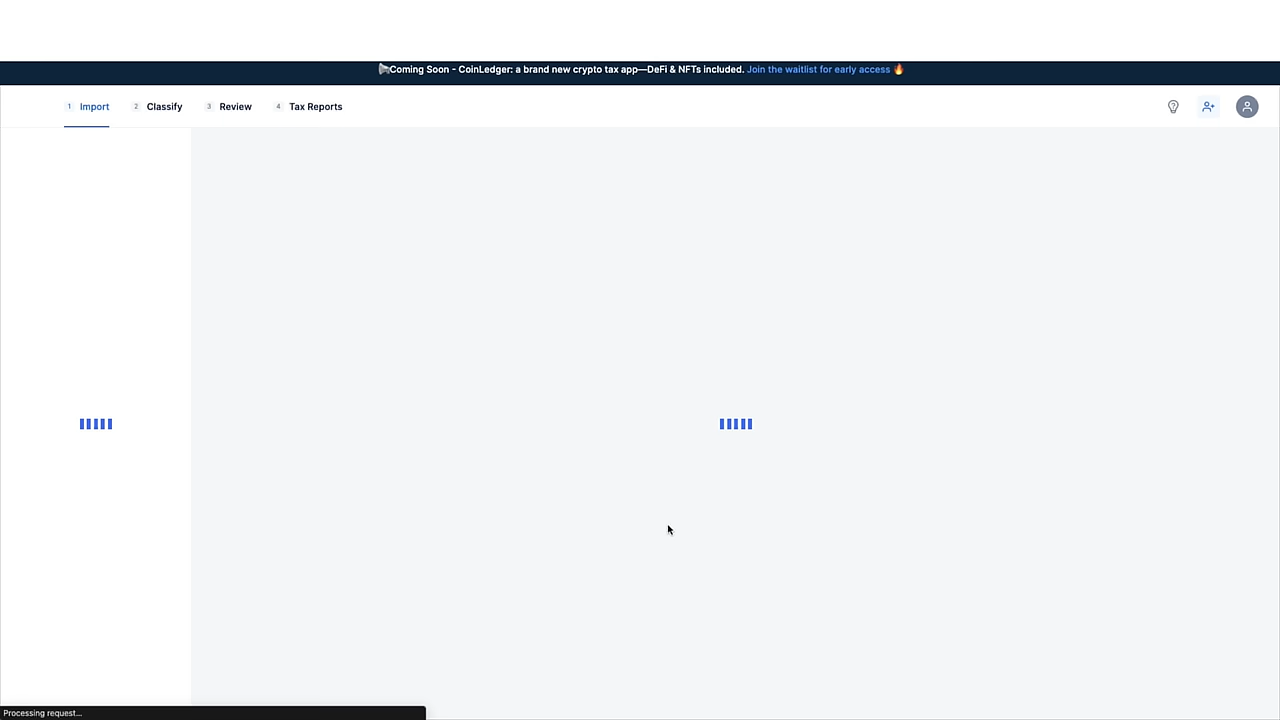 Coming Soon - CoinLedger: a brand new crypto tax app—DeFi & NFTs included. Join the waitlist for early access
1 Import 2 Classify 3 Review 4 Tax Reports
Processing request...